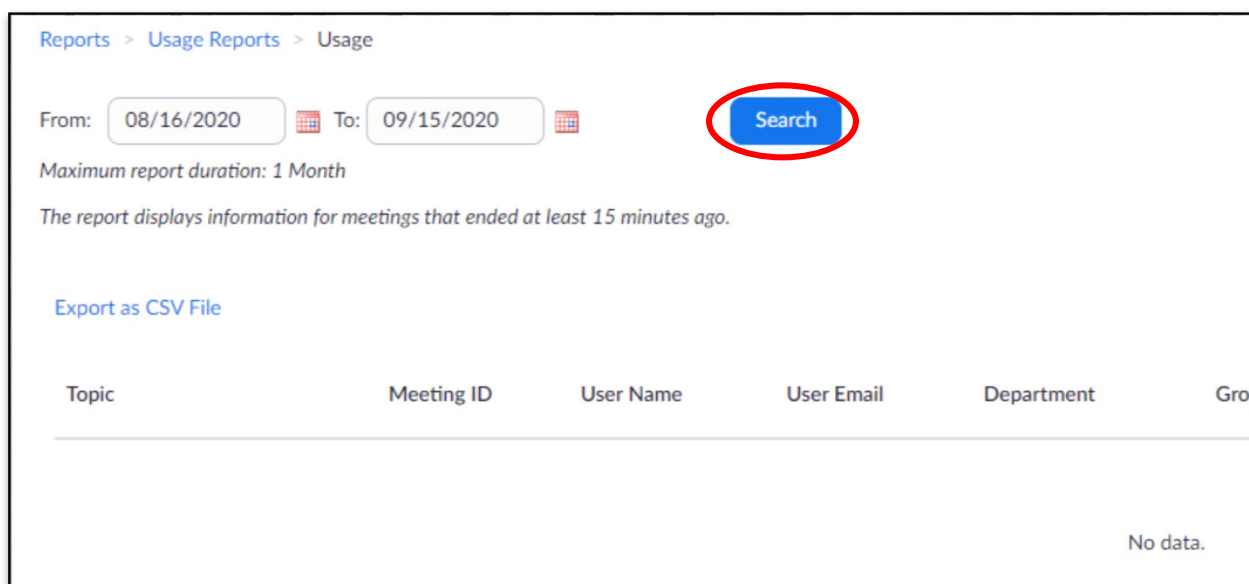 Reports > Usage Reports > Usage
From: 08/16/2020 To: 09/15/2020 Search
Maximum report duration: 1 Month
The report displays information for meetings that ended at least 15 minutes ago.
Export as CSV File
Topic Meeting ID User Name User Email Department Gro
No data.